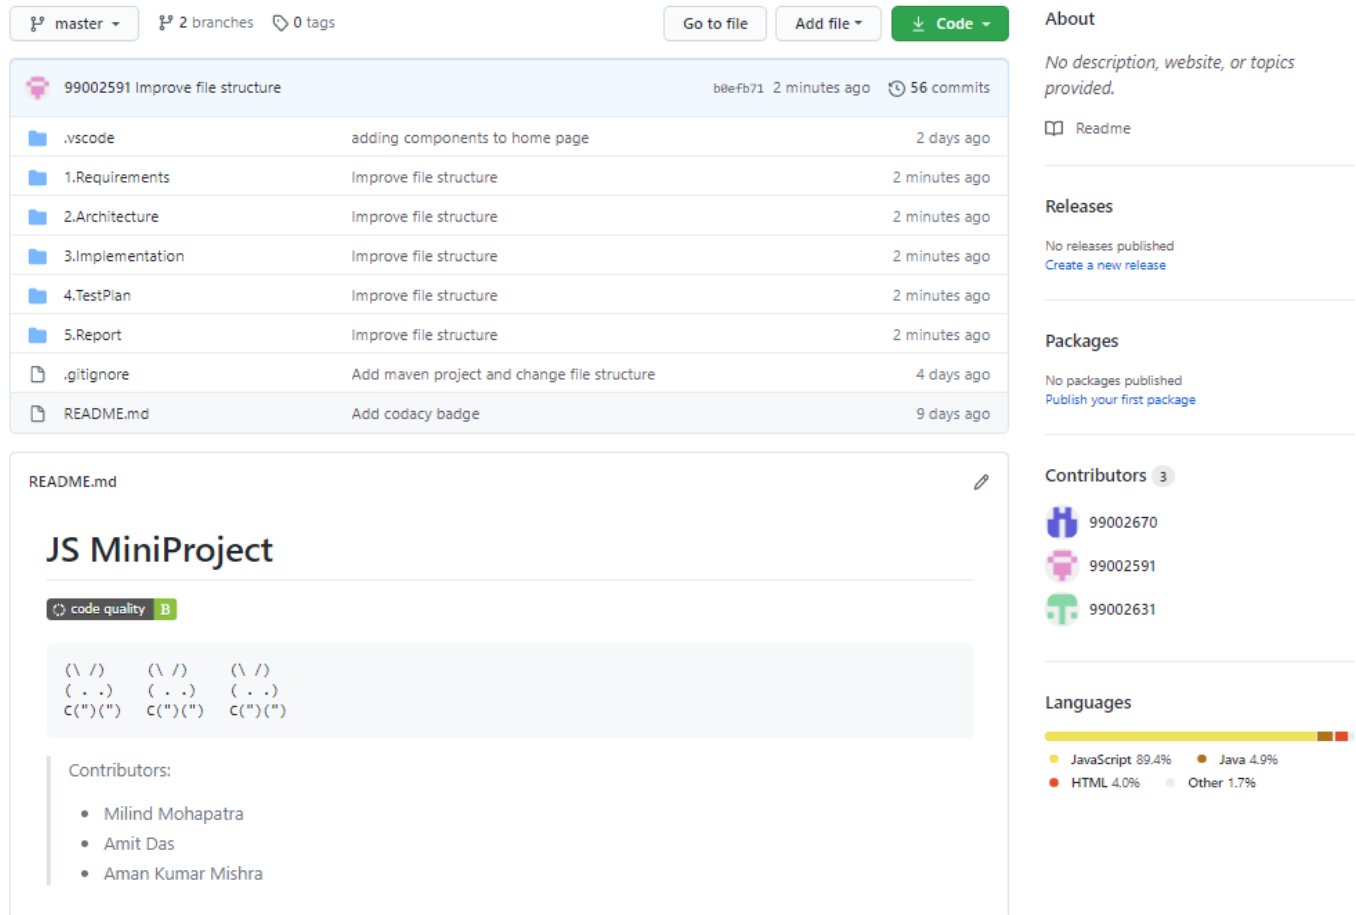 master
2 branches
0 tags
Go to file
Add file
Code
99002591 Improve file structure
b0efb71 2 minutes ago
56 commits
.vscode
adding components to home page
2 days ago
1.Requirements
Improve file structure
2 minutes ago
2.Architecture
Improve file structure
2 minutes ago
3.Implementation
Improve file structure
2 minutes ago
4.TestPlan
Improve file structure
2 minutes ago
5.Report
Improve file structure
2 minutes ago
.gitignore
Add maven project and change file structure
4 days ago
README.md
Add codacy badge
9 days ago
README.md
JS MiniProject
code quality B
(\ /)    (\ /)    (\ /)
( . .)   ( . .)   ( . .)
C(")(")  C(")(")  C(")(")
Contributors:
Milind Mohapatra
Amit Das
Aman Kumar Mishra
About
No description, website, or topics
provided.
Readme
Releases
No releases published
Create a new release
Packages
No packages published
Publish your first package
Contributors 3
99002670
99002591
99002631
Languages
JavaScript 89.4%
Java 4.9%
HTML 4.0%
Other 1.7%